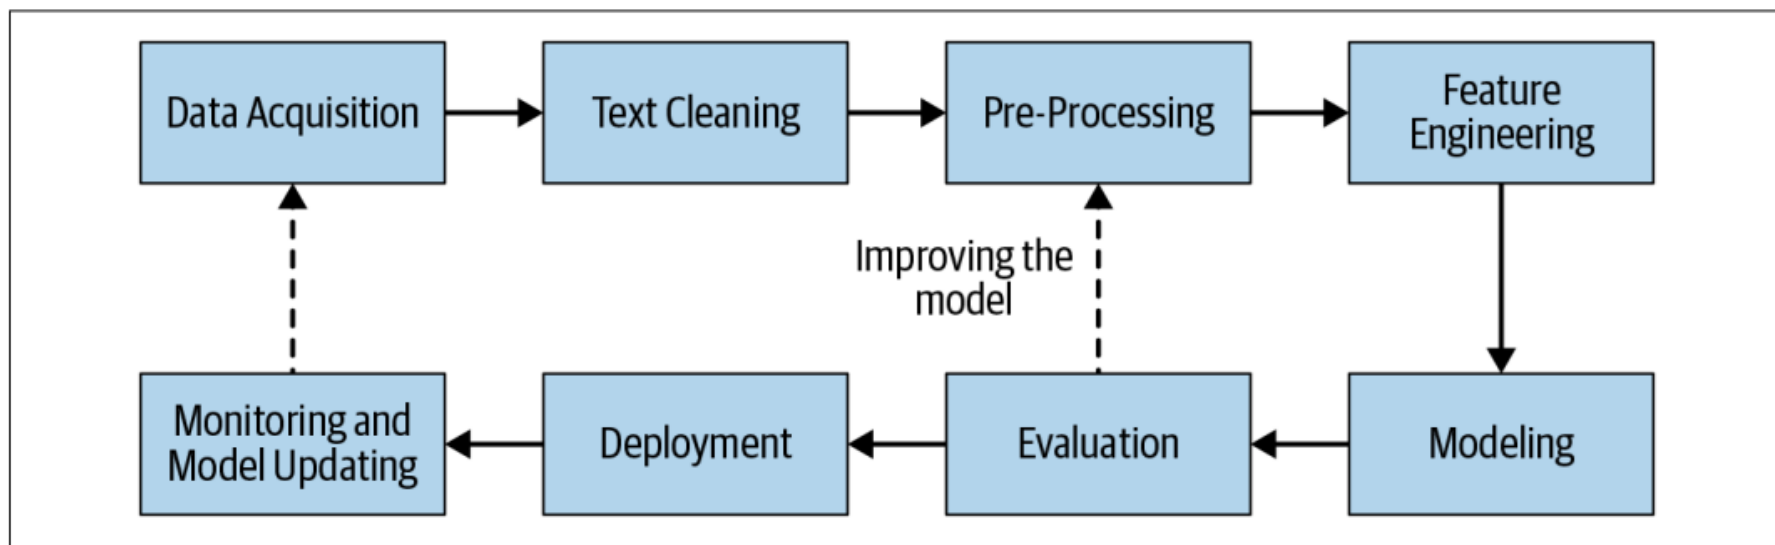 Data Acquisition
Text Cleaning
Pre-Processing
Feature
Engineering
Improving the
model
Monitoring and
Model Updating
Deployment
Evaluation
Modeling